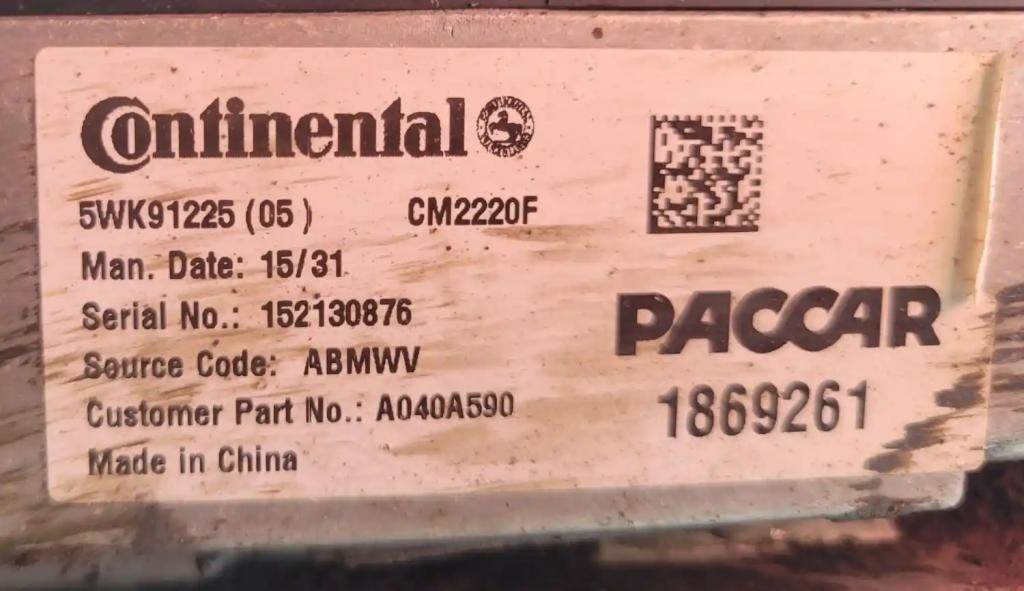 Continental
5WK91225 (05) CM2220F
Man. Date: 15/31
Serial No.: 152130876
Source Code: ABMWV
Customer Part No.: A040A590
Made in China
PACCAR
1869261